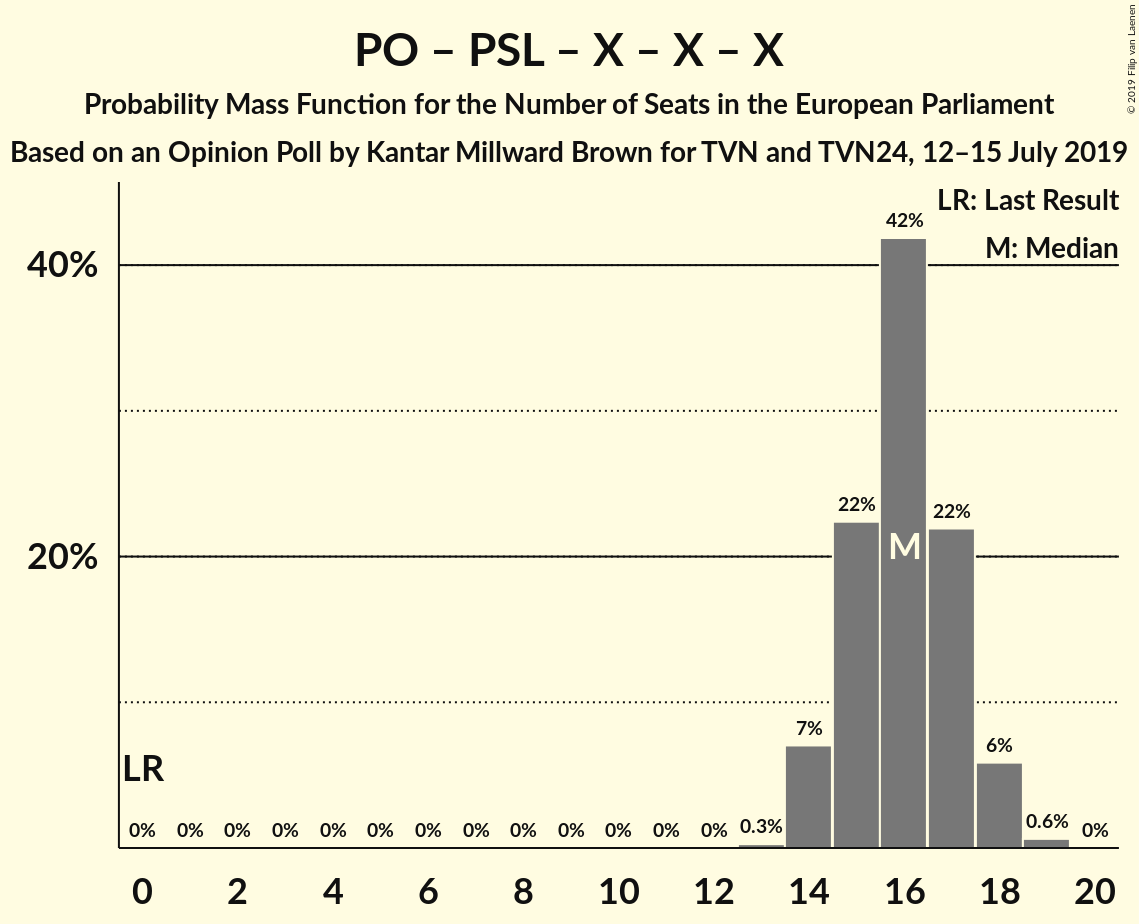 PO – PSL – X – X – X
Probability Mass Function for the Number of Seats in the European Parliament
Based on an Opinion Poll by Kantar Millward Brown for TVN and TVN24, 12–15 July 2019
© 2019 Filip van Laenen
LR: Last Result
M: Median
42%
40%
22%
22%
20%
M
7%
6%
LR
0% 0% 0% 0% 0% 0% 0% 0% 0% 0% 0% 0% 0% 0.3% 0.6% 0%
0 2 4 6 8 10 12 14 16 18 20